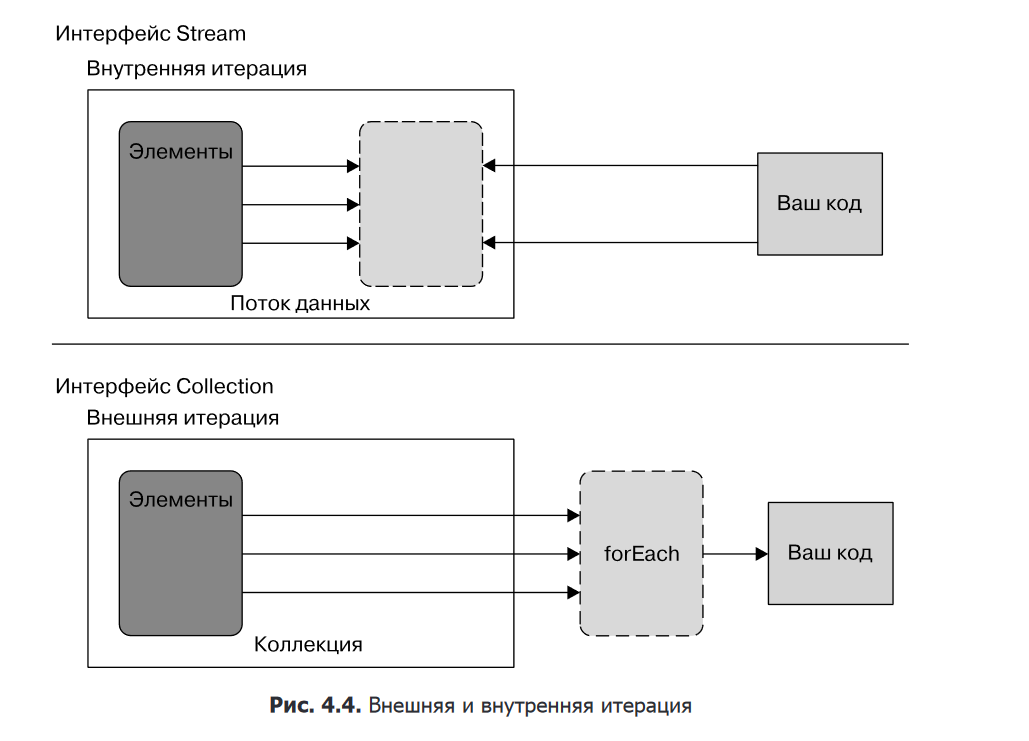 Интерфейс Stream
Внутренняя итерация
Элементы
Ваш код
Поток данных
Интерфейс Collection
Внешняя итерация
Элементы
forEach
Ваш код
Коллекция
Рис. 4.4. Внешняя и внутренняя итерация